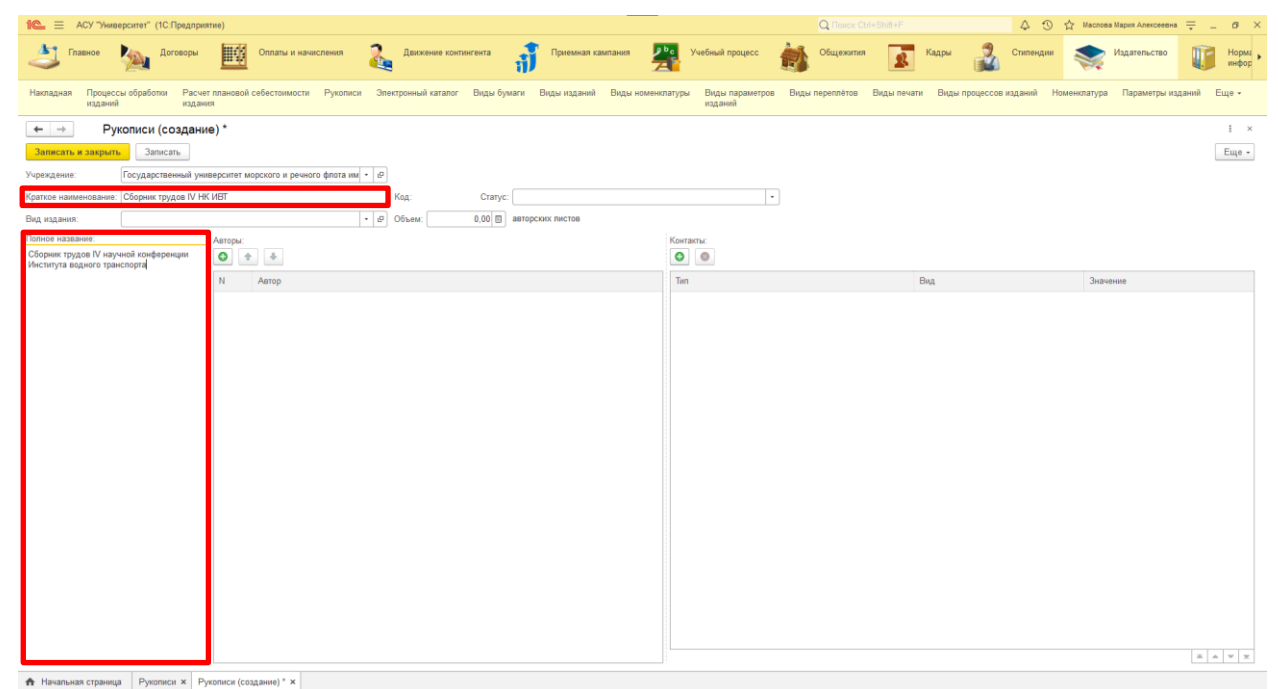 АСУ "Университет" (1С:Предприятие) Поиск Ctrl+Shift+F Маслова Мария Алексеевна
Главное Договоры Оплаты и начисления Движение контингента Приемная кампания Учебный процесс Общежития Кадры Стипендии Издательство Норма
инфор
Накладная Процессы обработки Расчет плановой себестоимости Рукописи Электронный каталог Виды бумаги Виды изданий Виды номенклатуры Виды параметров Виды переплётов Виды печати Виды процессов изданий Номенклатура Параметры изданий Еще
изданий издания изданий
Рукописи (создание) *
Записать и закрыть Записать Еще
Учреждение: Государственный университет морского и речного флота им
Краткое наименование: Сборник трудов IV НК ИВТ Код: Статус:
Вид издания: Объем: 0,00 авторских листов
Полное название: Авторы: Контакты:
Сборник трудов IV научной конференции
Института водного транспорта
N Автор Тип Вид Значение
Начальная страница Рукописи × Рукописи (создание) * ×